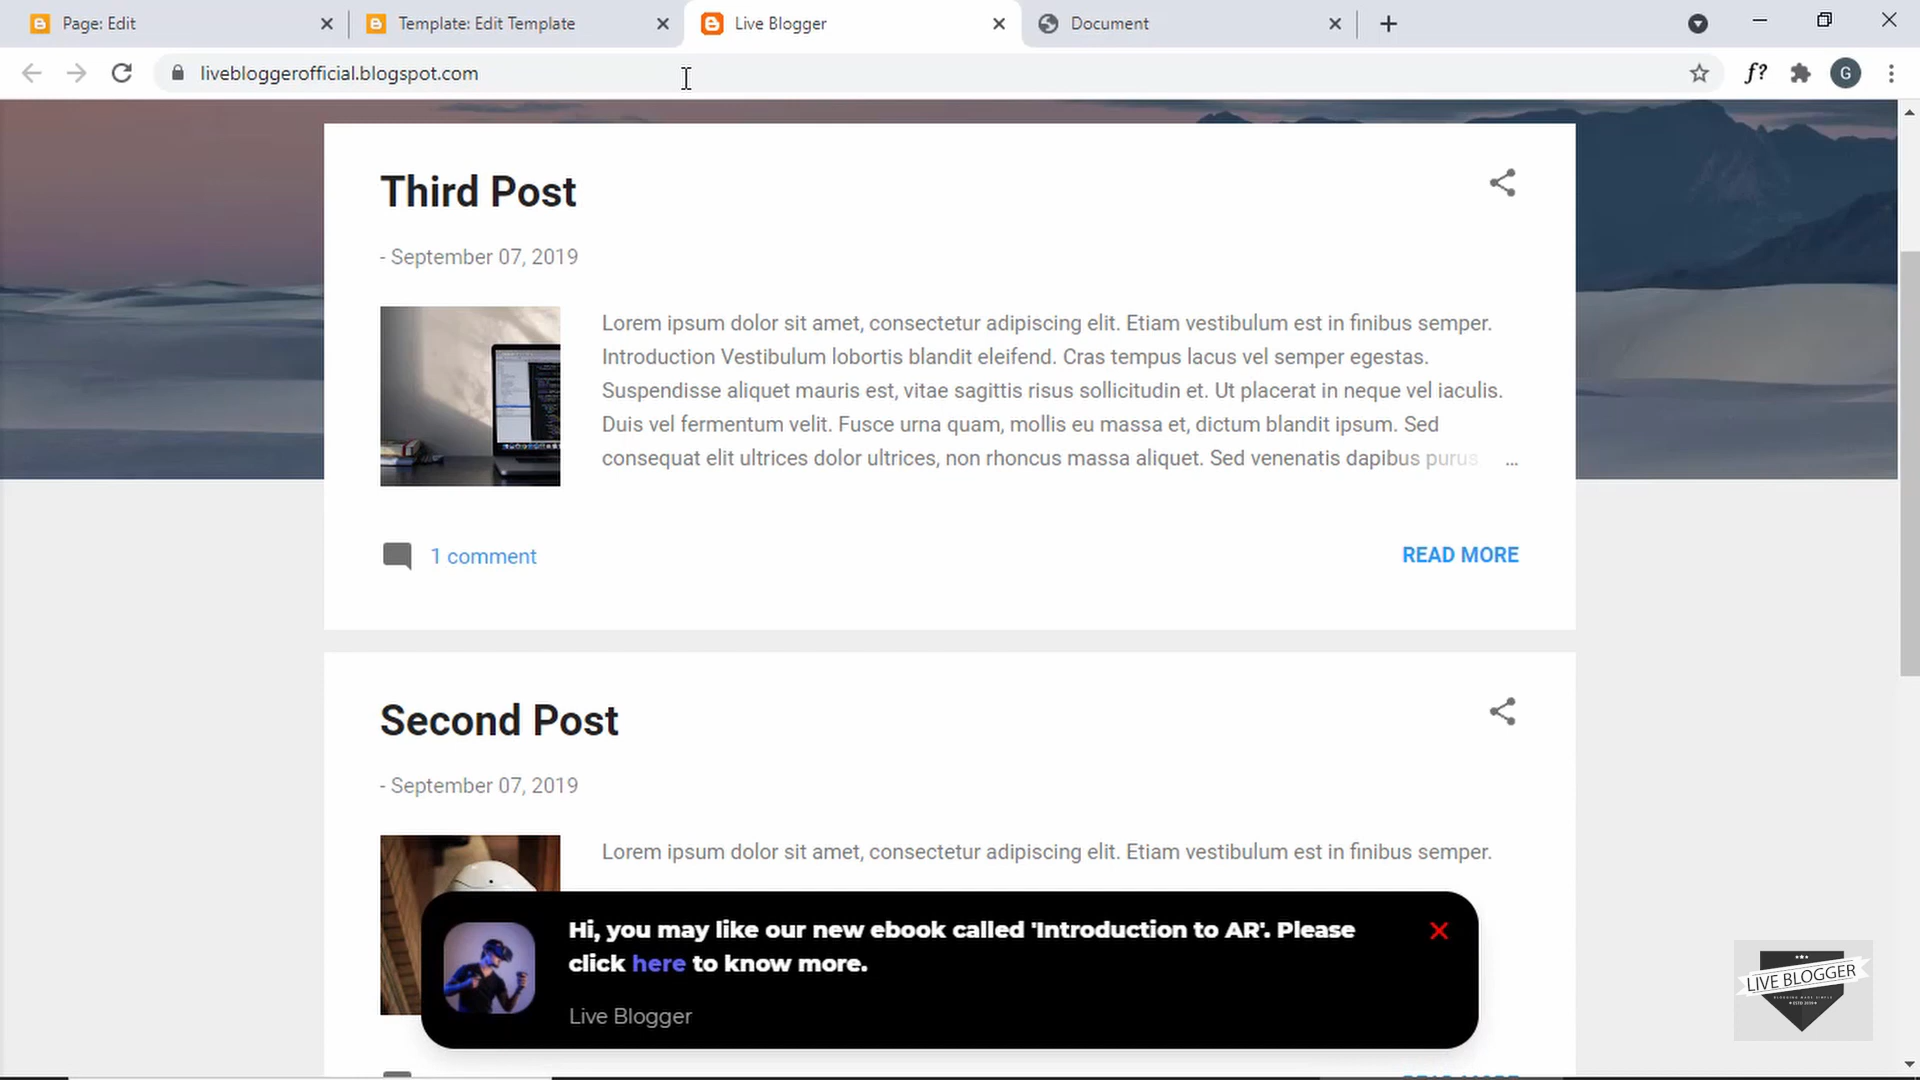 Page: Edit
Template: Edit Template
Live Blogger
Document
livebloggerofficial.blogspot.com
f?
G
Third Post
- September 07, 2019
Lorem ipsum dolor sit amet, consectetur adipiscing elit. Etiam vestibulum est in finibus semper.
Introduction Vestibulum lobortis blandit eleifend. Cras tempus lacus vel semper egestas.
Suspendisse aliquet mauris est, vitae sagittis risus sollicitudin et. Ut placerat in neque vel iaculis.
Duis vel fermentum velit. Fusce urna quam, mollis eu massa et, dictum blandit ipsum. Sed
consequat elit ultrices dolor ultrices, non rhoncus massa aliquet. Sed venenatis dapibus purus ...
1 comment
READ MORE
Second Post
- September 07, 2019
Lorem ipsum dolor sit amet, consectetur adipiscing elit. Etiam vestibulum est in finibus semper.
Hi, you may like our new ebook called 'Introduction to AR'. Please
click here to know more.
Live Blogger
LIVE BLOGGER